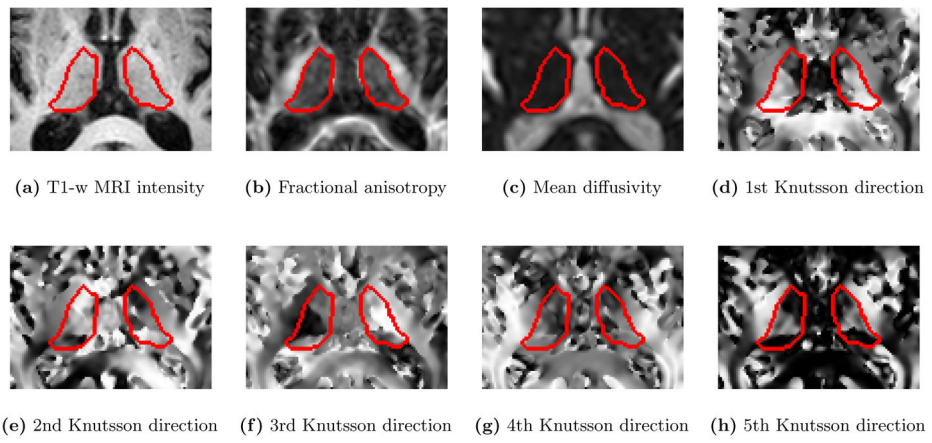 (a) T1-w MRI intensity
(b) Fractional anisotropy
(c) Mean diffusivity
(d) 1st Knutsson direction
(e) 2nd Knutsson direction
(f) 3rd Knutsson direction
(g) 4th Knutsson direction
(h) 5th Knutsson direction